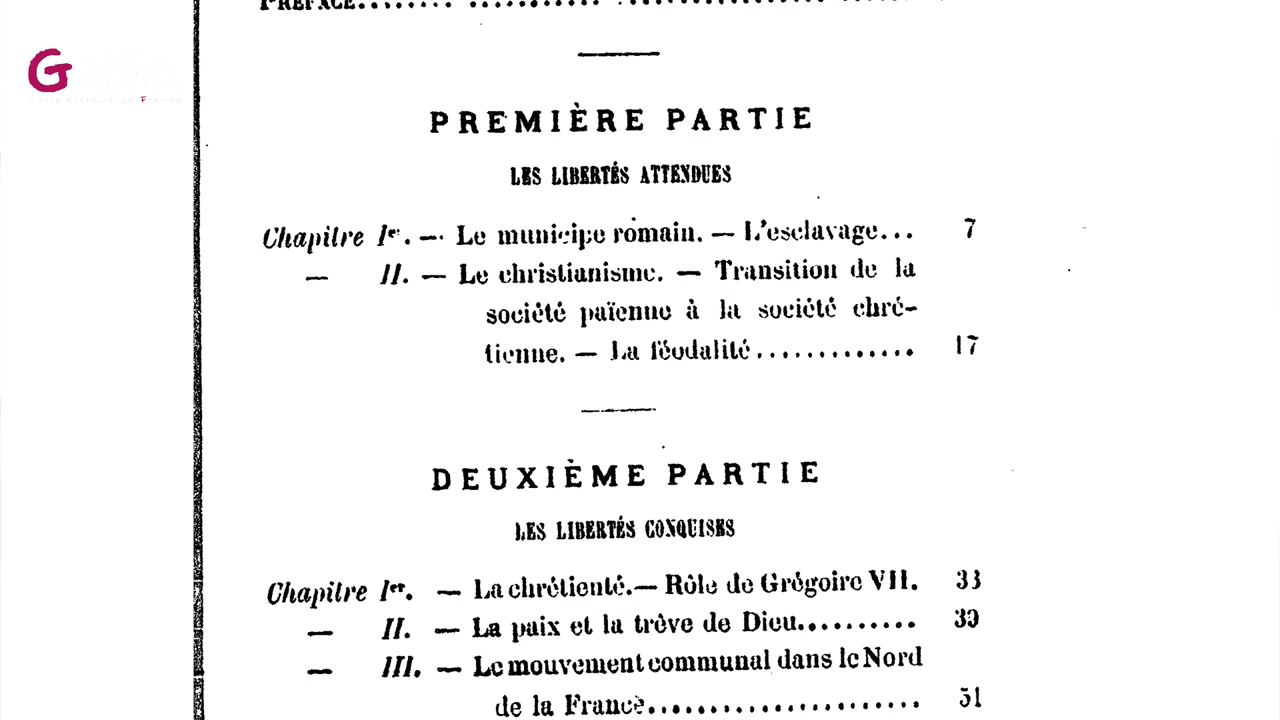 PRÉFACE
PREMIÈRE PARTIE
LES LIBERTÉS ATTENDUES
Chapitre Ier. — Le municipe romain. — L'esclavage... 7
— II. — Le christianisme. — Transition de la
société païenne à la société chré-
tienne. — La féodalité............. 17
DEUXIÈME PARTIE
LES LIBERTÉS CONQUISES
Chapitre Ier. — La chrétienté. — Rôle de Grégoire VII. 33
— II. — La paix et la trêve de Dieu.......... 39
— III. — Le mouvement communal dans le Nord
de la France...................... 51